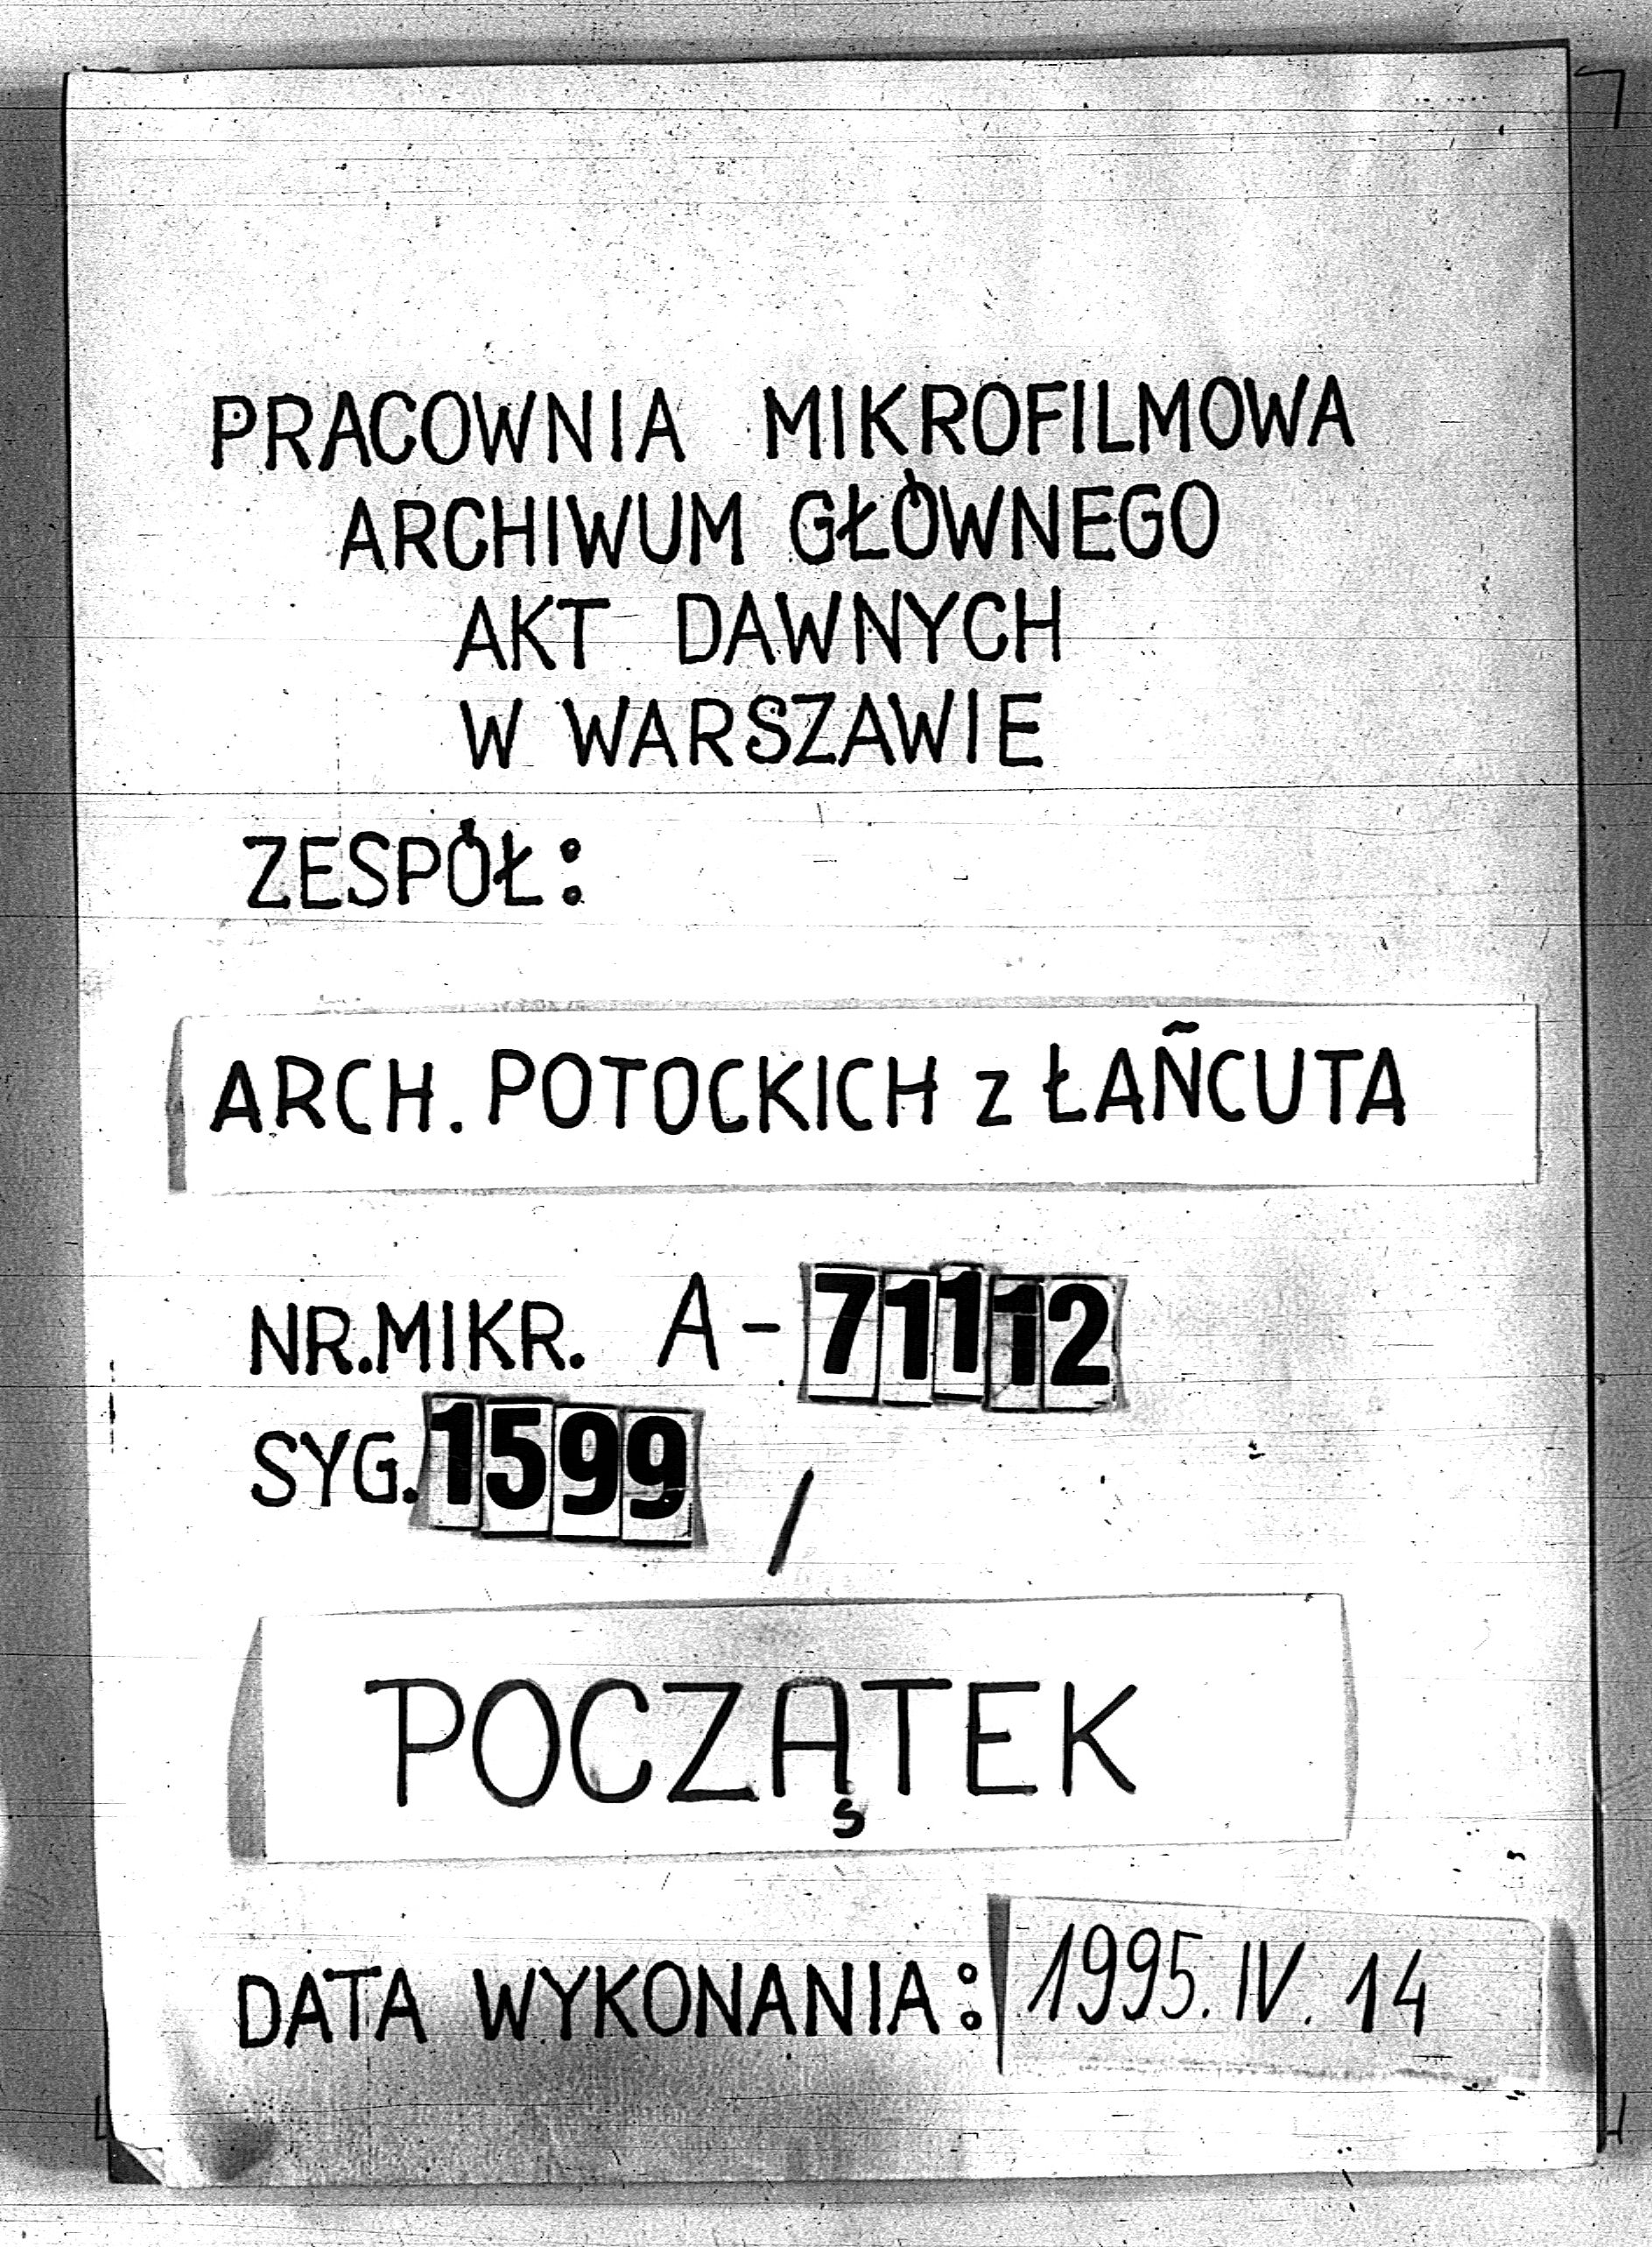 PRACOWNIA MIKROFILMOWA
ARCHIWUM GŁÓWNEGO
AKT DAWNYCH
W WARSZAWIE
ZESPÓŁ:
ARCH. POTOCKICH z ŁAŃCUTA
NR.MIKR. A-71112
SYG. 1599 /
POCZĄTEK
DATA WYKONANIA: 1995. IV. 14